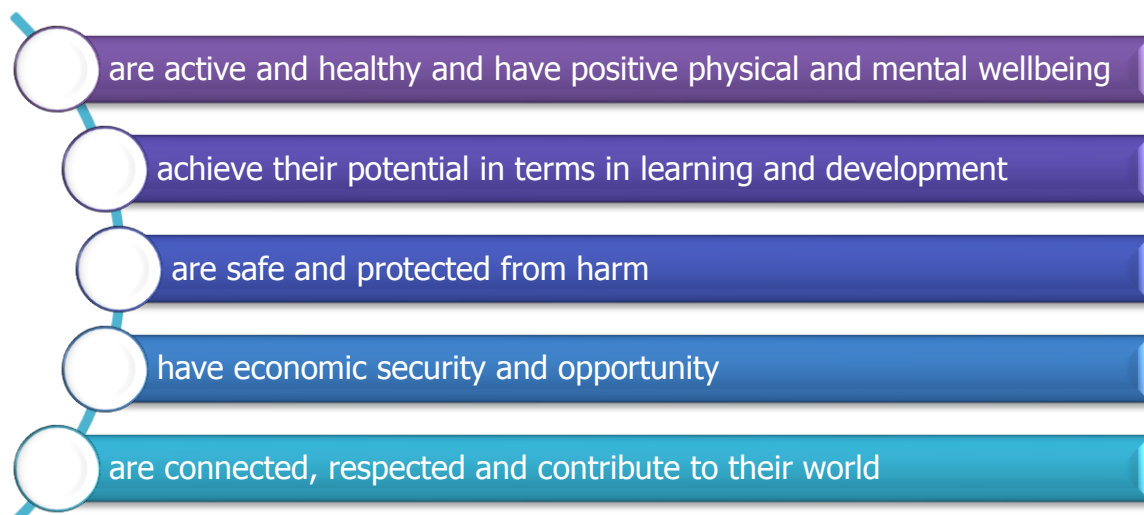 are active and healthy and have positive physical and mental wellbeing
achieve their potential in terms in learning and development
are safe and protected from harm
have economic security and opportunity
are connected, respected and contribute to their world